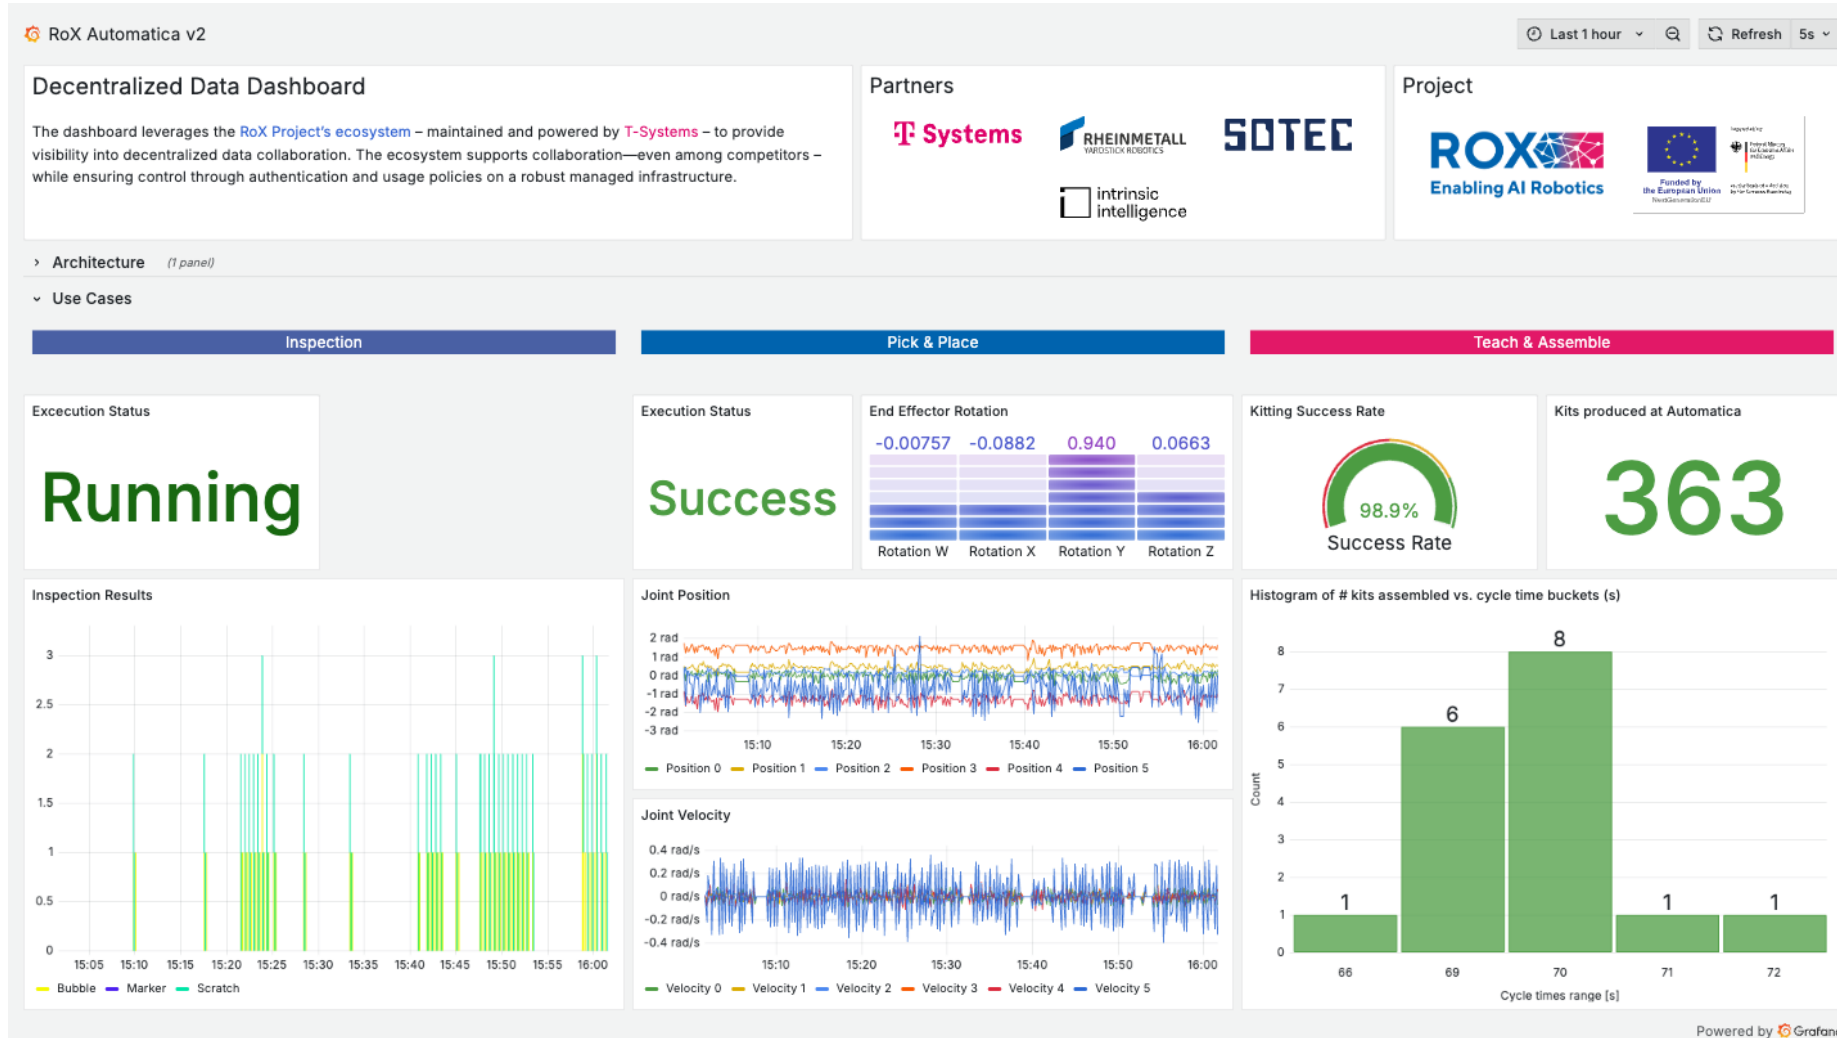 RoX Automatica v2
Last 1 hour
Refresh
5s
Decentralized Data Dashboard
The dashboard leverages the RoX Project's ecosystem – maintained and powered by T-Systems – to provide
visibility into decentralized data collaboration. The ecosystem supports collaboration—even among competitors –
while ensuring control through authentication and usage policies on a robust managed infrastructure.
Partners
T Systems
RHEINMETALL
YARDSTICK ROBOTICS
SOTEC
intrinsic
intelligence
Project
ROX
Enabling AI Robotics
Funded by
the European Union
NextGenerationEU
Architecture (1 panel)
Use Cases
Inspection
Pick & Place
Teach & Assemble
Excecution Status
Running
Execution Status
Success
End Effector Rotation
-0.00757 -0.0882 0.940 0.0663
Rotation W Rotation X Rotation Y Rotation Z
Kitting Success Rate
98.9%
Success Rate
Kits produced at Automatica
363
Inspection Results
3
2.5
2
1.5
1
0.5
0
15:05 15:10 15:15 15:20 15:25 15:30 15:35 15:40 15:45 15:50 15:55 16:00
Bubble Marker Scratch
Joint Position
2 rad
1 rad
0 rad
-1 rad
-2 rad
-3 rad
15:10 15:20 15:30 15:40 15:50 16:00
Position 0 Position 1 Position 2 Position 3 Position 4 Position 5
Joint Velocity
0.4 rad/s
0.2 rad/s
0 rad/s
-0.2 rad/s
-0.4 rad/s
15:10 15:20 15:30 15:40 15:50 16:00
Velocity 0 Velocity 1 Velocity 2 Velocity 3 Velocity 4 Velocity 5
Histogram of # kits assembled vs. cycle time buckets (s)
Count
8
7
6
5
4
3
2
1
0
1 6 8 1 1
66 69 70 71 72
Cycle times range [s]
Powered by Grafana